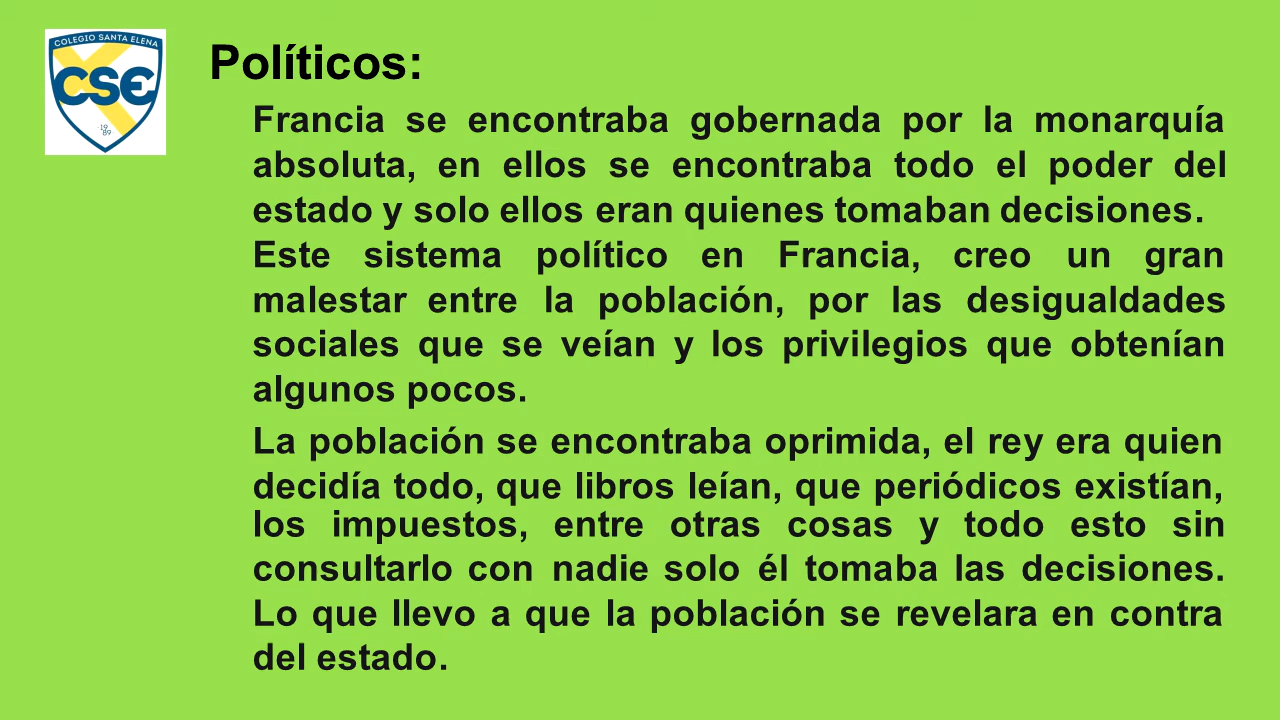 COLEGIO SANTA ELENA
CSE
19
89
Políticos:
Francia se encontraba gobernada por la monarquía
absoluta, en ellos se encontraba todo el poder del
estado y solo ellos eran quienes tomaban decisiones.
Este sistema político en Francia, creo un gran
malestar entre la población, por las desigualdades
sociales que se veían y los privilegios que obtenían
algunos pocos.
La población se encontraba oprimida, el rey era quien
decidía todo, que libros leían, que periódicos existían,
los impuestos, entre otras cosas y todo esto sin
consultarlo con nadie solo él tomaba las decisiones.
Lo que llevo a que la población se revelara en contra
del estado.